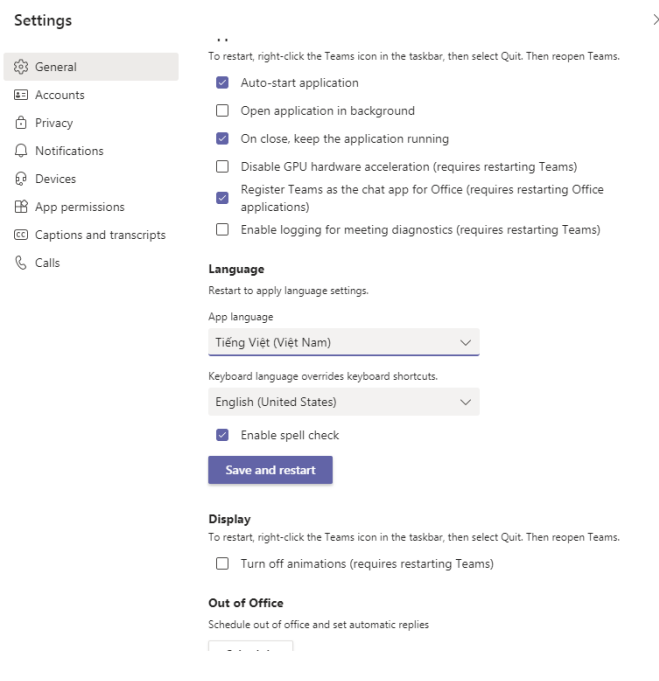 Settings
General
Accounts
Privacy
Notifications
Devices
App permissions
Captions and transcripts
Calls
To restart, right-click the Teams icon in the taskbar, then select Quit. Then reopen Teams.
Auto-start application
Open application in background
On close, keep the application running
Disable GPU hardware acceleration (requires restarting Teams)
Register Teams as the chat app for Office (requires restarting Office
applications)
Enable logging for meeting diagnostics (requires restarting Teams)
Language
Restart to apply language settings.
App language
Tiếng Việt (Việt Nam)
Keyboard language overrides keyboard shortcuts.
English (United States)
Enable spell check
Save and restart
Display
To restart, right-click the Teams icon in the taskbar, then select Quit. Then reopen Teams.
Turn off animations (requires restarting Teams)
Out of Office
Schedule out of office and set automatic replies